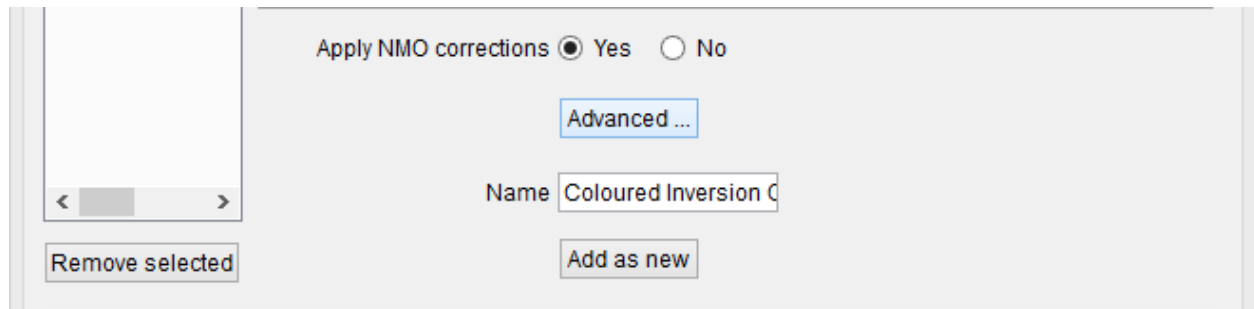 Apply NMO corrections Yes No
Advanced ...
Name Coloured Inversion
Remove selected
Add as new